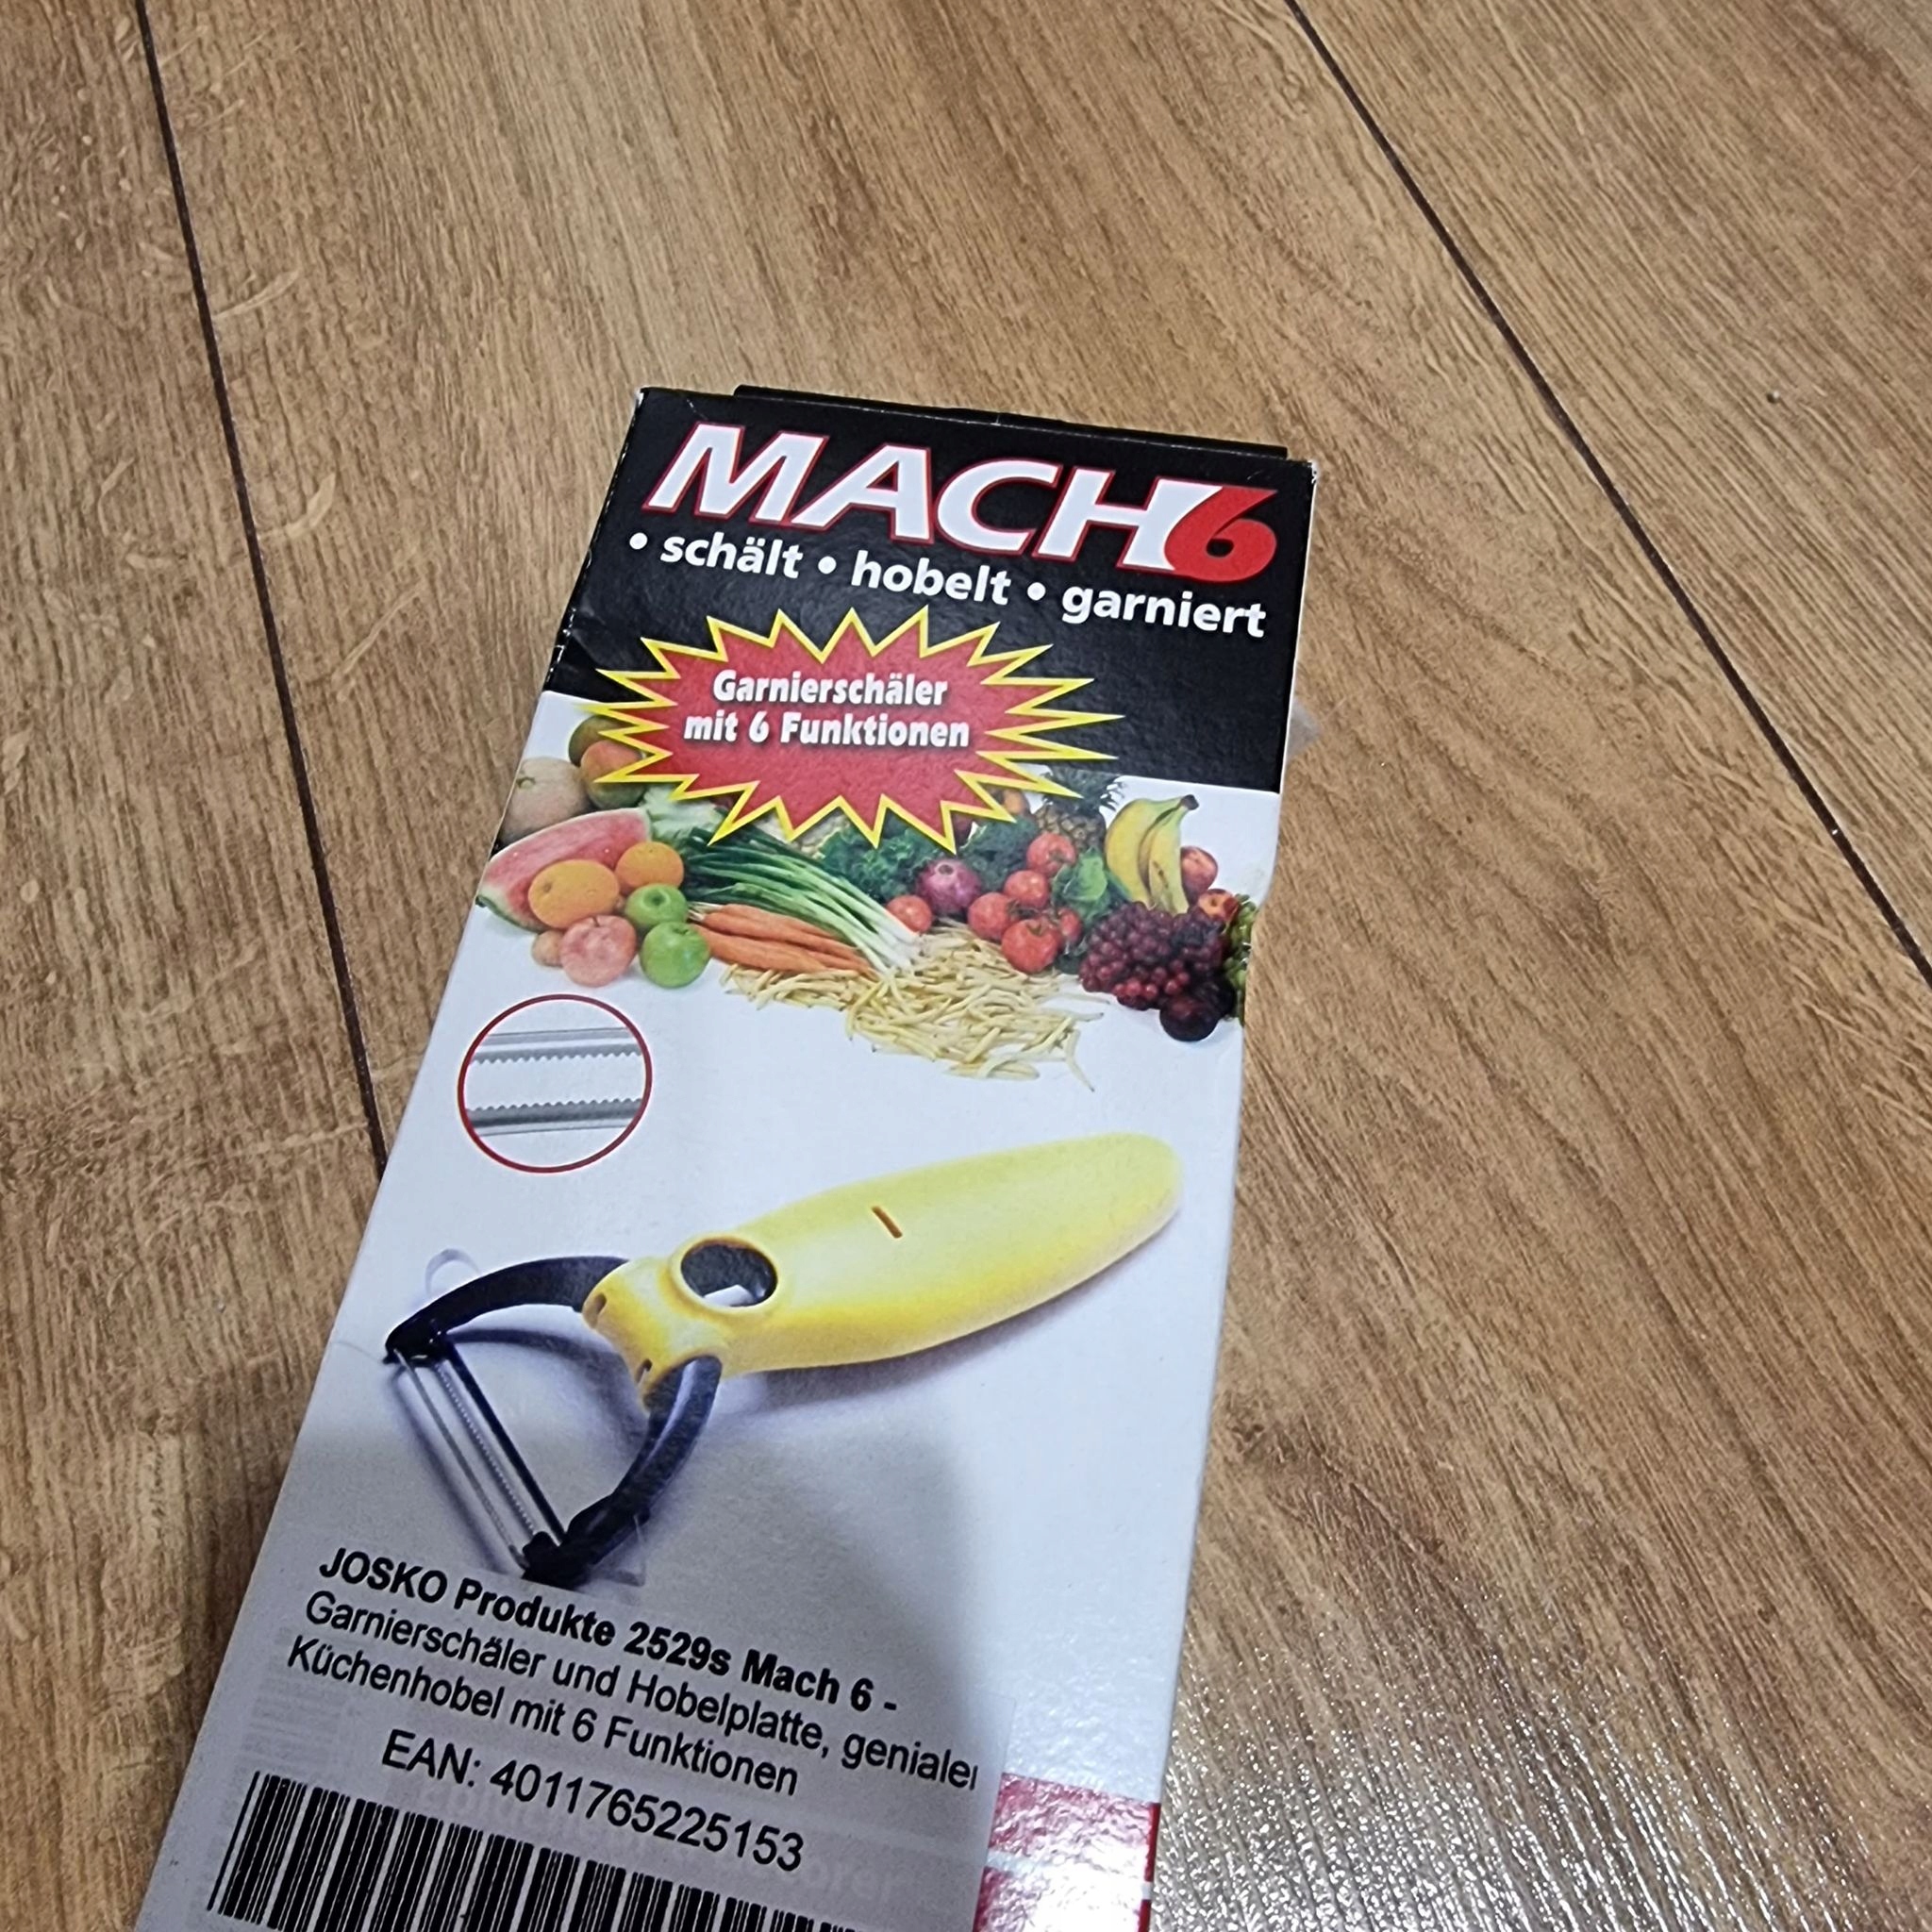 MACH6
• schält • hobelt • garniert
Garnierschäler
mit 6 Funktionen
JOSKO Produkte 2529s Mach 6 -
Garnierschäler und Hobelplatte, genialer
Küchenhobel mit 6 Funktionen
EAN: 4011765225153